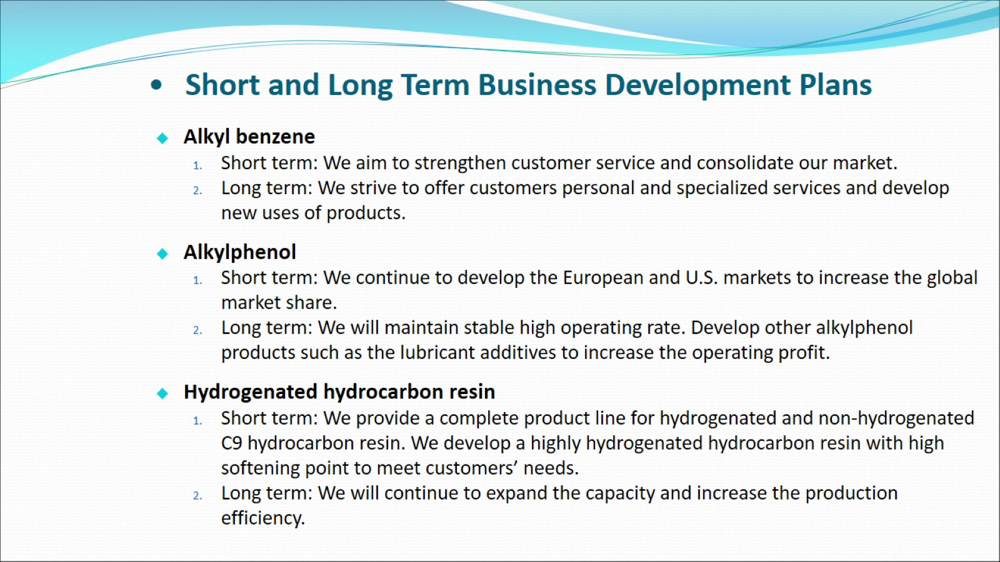 • Short and Long Term Business Development Plans
◆ Alkyl benzene
1. Short term: We aim to strengthen customer service and consolidate our market.
2. Long term: We strive to offer customers personal and specialized services and develop
new uses of products.
◆ Alkylphenol
1. Short term: We continue to develop the European and U.S. markets to increase the global
market share.
2. Long term: We will maintain stable high operating rate. Develop other alkylphenol
products such as the lubricant additives to increase the operating profit.
◆ Hydrogenated hydrocarbon resin
1. Short term: We provide a complete product line for hydrogenated and non-hydrogenated
C9 hydrocarbon resin. We develop a highly hydrogenated hydrocarbon resin with high
softening point to meet customers’ needs.
2. Long term: We will continue to expand the capacity and increase the production
efficiency.